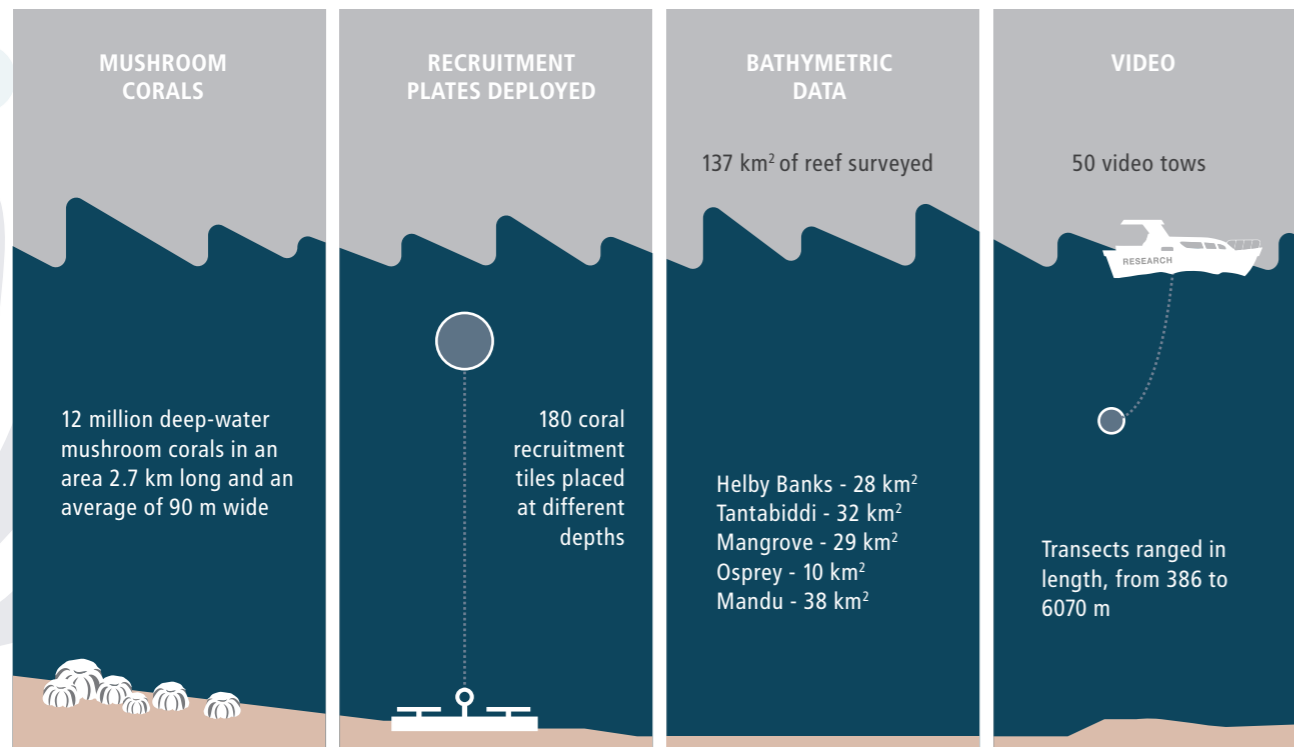 MUSHROOM
CORALS
12 million deep-water
mushroom corals in an
area 2.7 km long and an
average of 90 m wide
RECRUITMENT
PLATES DEPLOYED
180 coral
recruitment
tiles placed
at different
depths
BATHYMETRIC
DATA
137 km² of reef surveyed
Helby Banks - 28 km²
Tantabiddi - 32 km²
Mangrove - 29 km²
Osprey - 10 km²
Mandu - 38 km²
VIDEO
50 video tows
RESEARCH
Transects ranged in
length, from 386 to
6070 m